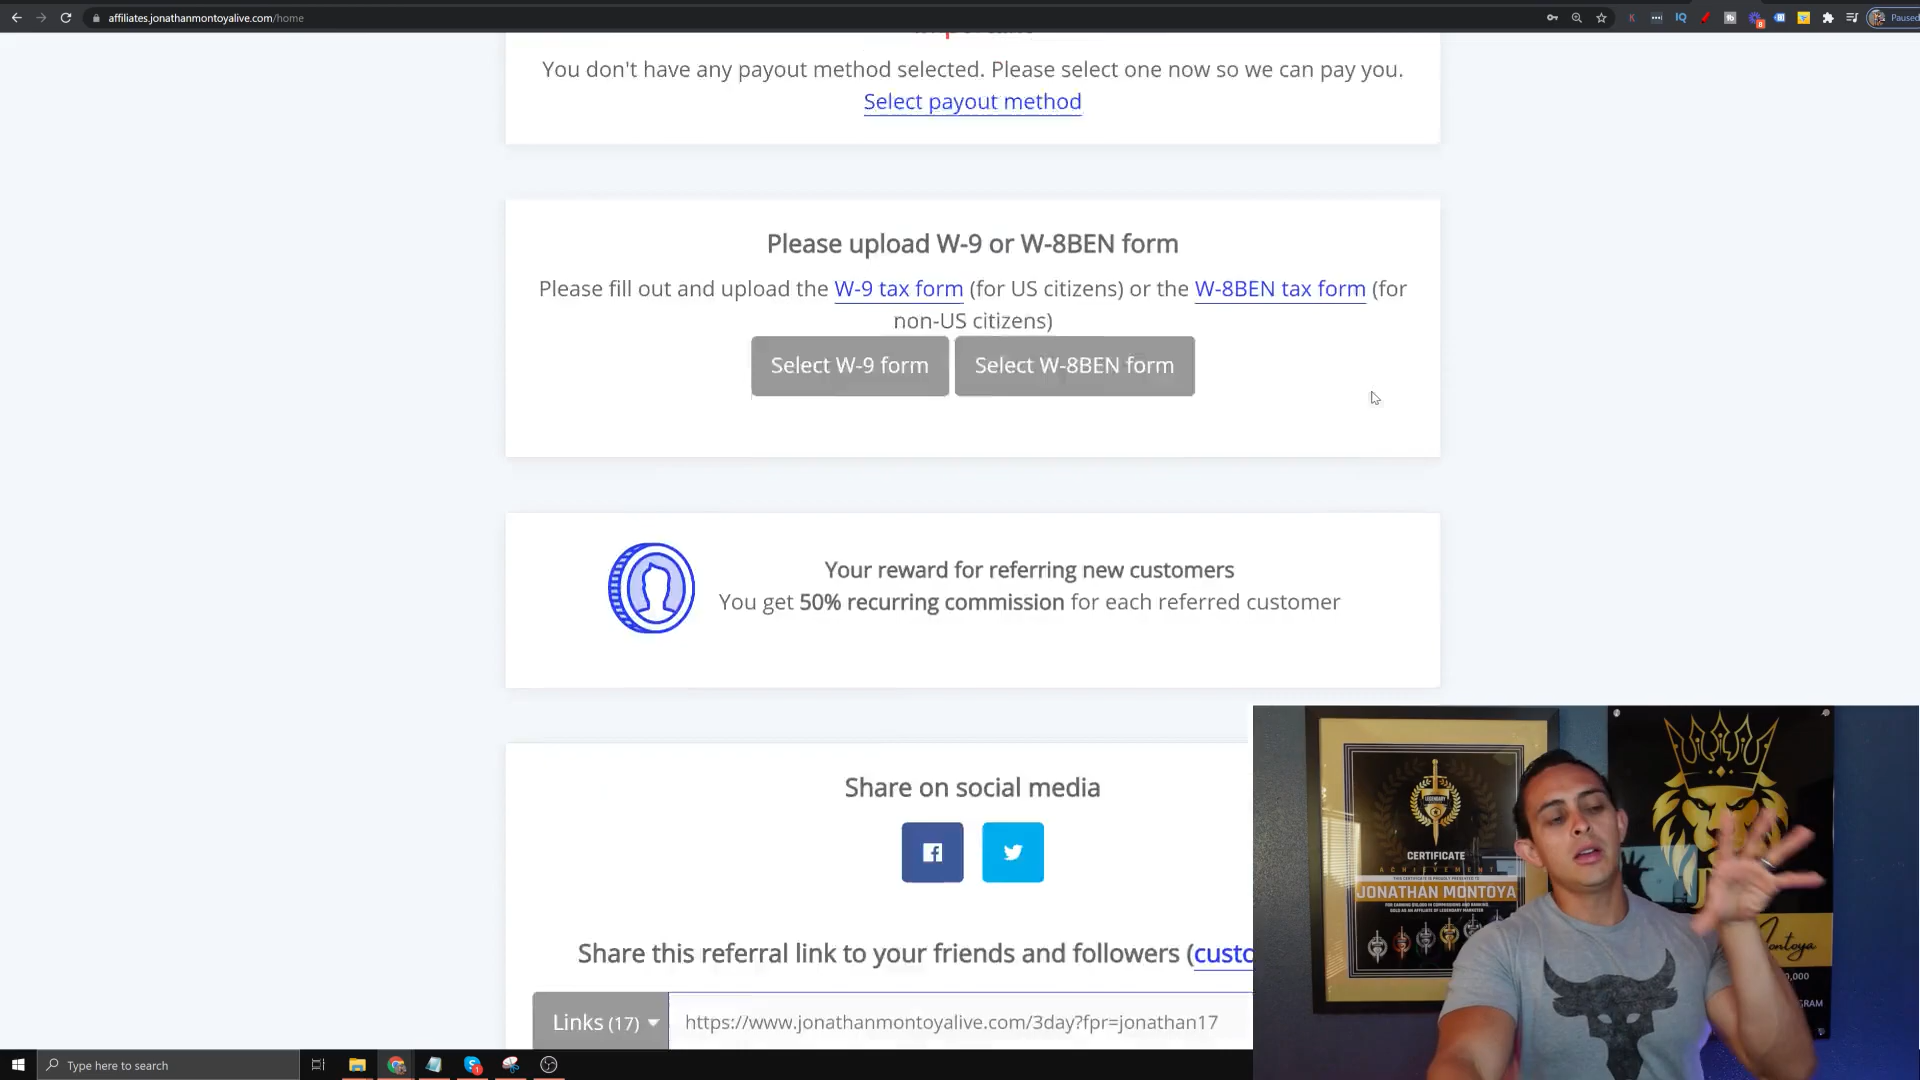 affiliates.jonathanmontoyalive.com/home
Paused
You don't have any payout method selected. Please select one now so we can pay you.
Select payout method
Please upload W-9 or W-8BEN form
Please fill out and upload the W-9 tax form (for US citizens) or the W-8BEN tax form (for
non-US citizens)
Select W-9 form
Select W-8BEN form
Your reward for referring new customers
You get 50% recurring commission for each referred customer
Share on social media
Share this referral link to your friends and followers (custo
Links (17)
https://www.jonathanmontoyalive.com/3day?fpr=jonathan17
LEGENDARY
CERTIFICATE
ACHIEVEMENT
JONATHAN MONTOYA
Montoya
Type here to search